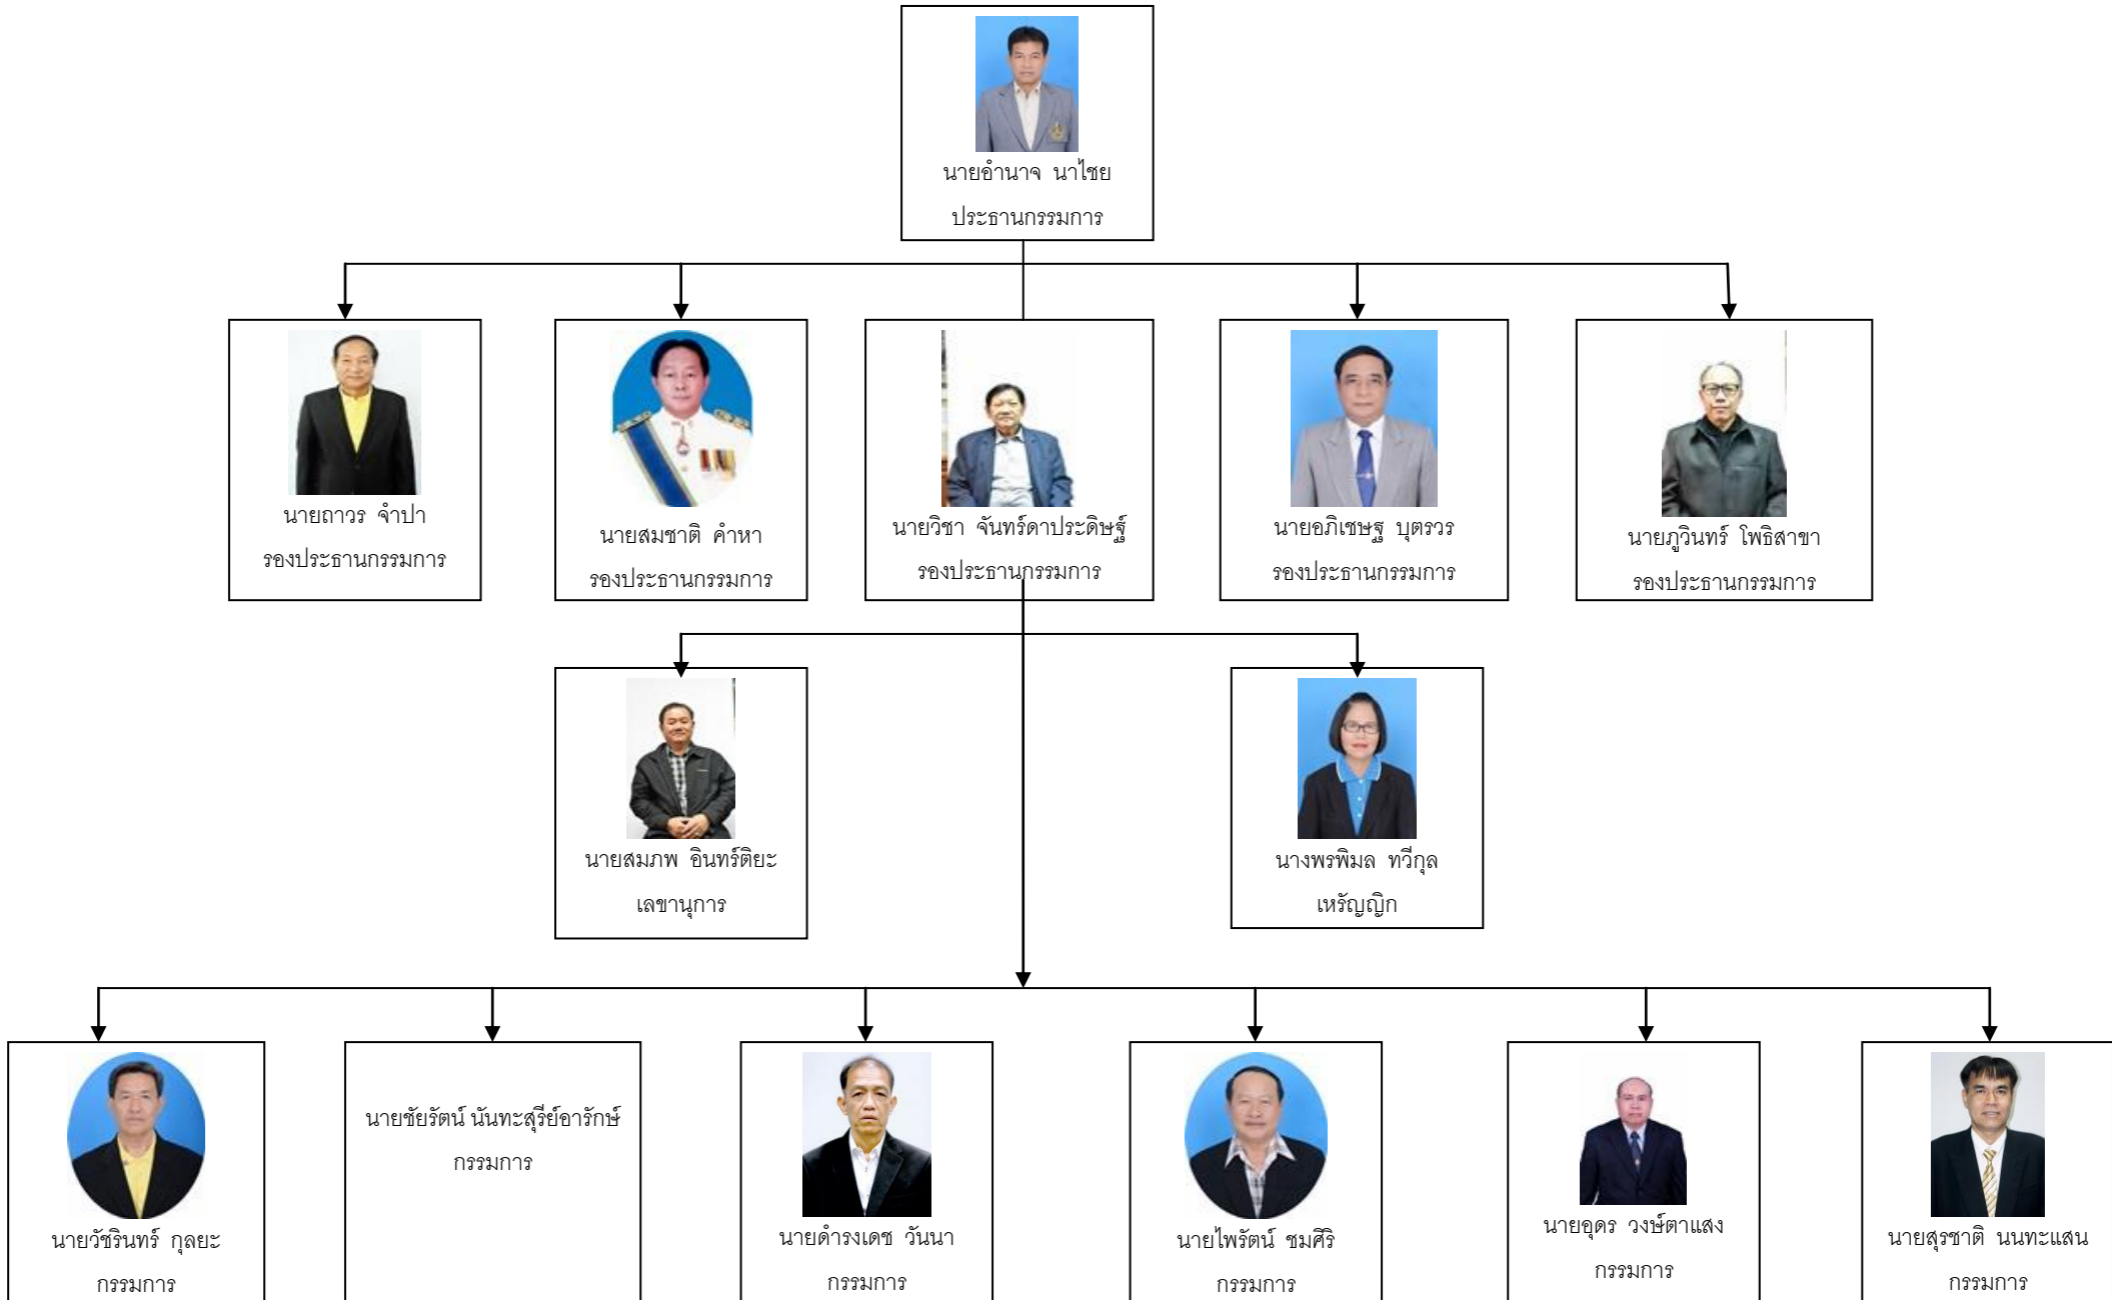 นายอำนาจ นาไชย
ประธานกรรมการ
นายถาวร จำปา
รองประธานกรรมการ
นายสมชาติ คำหา
รองประธานกรรมการ
นายวิชา จันทร์ดาประดิษฐ์
รองประธานกรรมการ
นายอภิเชษฐ บุตรวร
รองประธานกรรมการ
นายภูวินทร์ โพธิสาขา
รองประธานกรรมการ
นายสมภพ อินทร์ติยะ
เลขานุการ
นางพรพิมล ทวีกุล
เหรัญญิก
นายวัชรินทร์ กุลยะ
กรรมการ
นายชัยรัตน์ นันทะสุรีย์อารักษ์
กรรมการ
นายดำรงเดช วันนา
กรรมการ
นายไพรัตน์ ชมศิริ
กรรมการ
นายอุดร วงษ์ตาแสง
กรรมการ
นายสุรชาติ นนทะแสน
กรรมการ